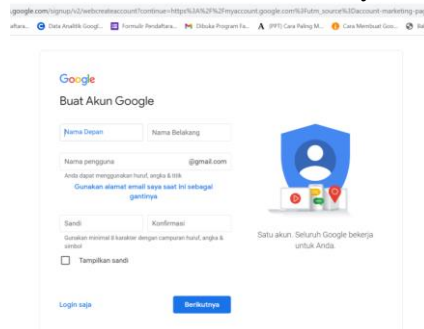 google.com/signup/v2/webcreateaccount?continue=https%3A%2F%2Fmyaccount.google.com%3Futm_source%3Daccount-marketing-pa
Data Analitik Googl... Formulir Pendaftara... Dibuka Program Fa... (PPT) Cara Paling M... Cara Membuat Goo...
Google
Buat Akun Google
Nama Depan Nama Belakang
Nama pengguna @gmail.com
Anda dapat menggunakan huruf, angka & titik
Gunakan alamat email saya saat ini sebagai
gantinya
Sandi Konfirmasi
Gunakan minimal 8 karakter dengan campuran huruf, angka &
simbol
Tampilkan sandi
Satu akun. Seluruh Google bekerja
untuk Anda.
Login saja Berikutnya